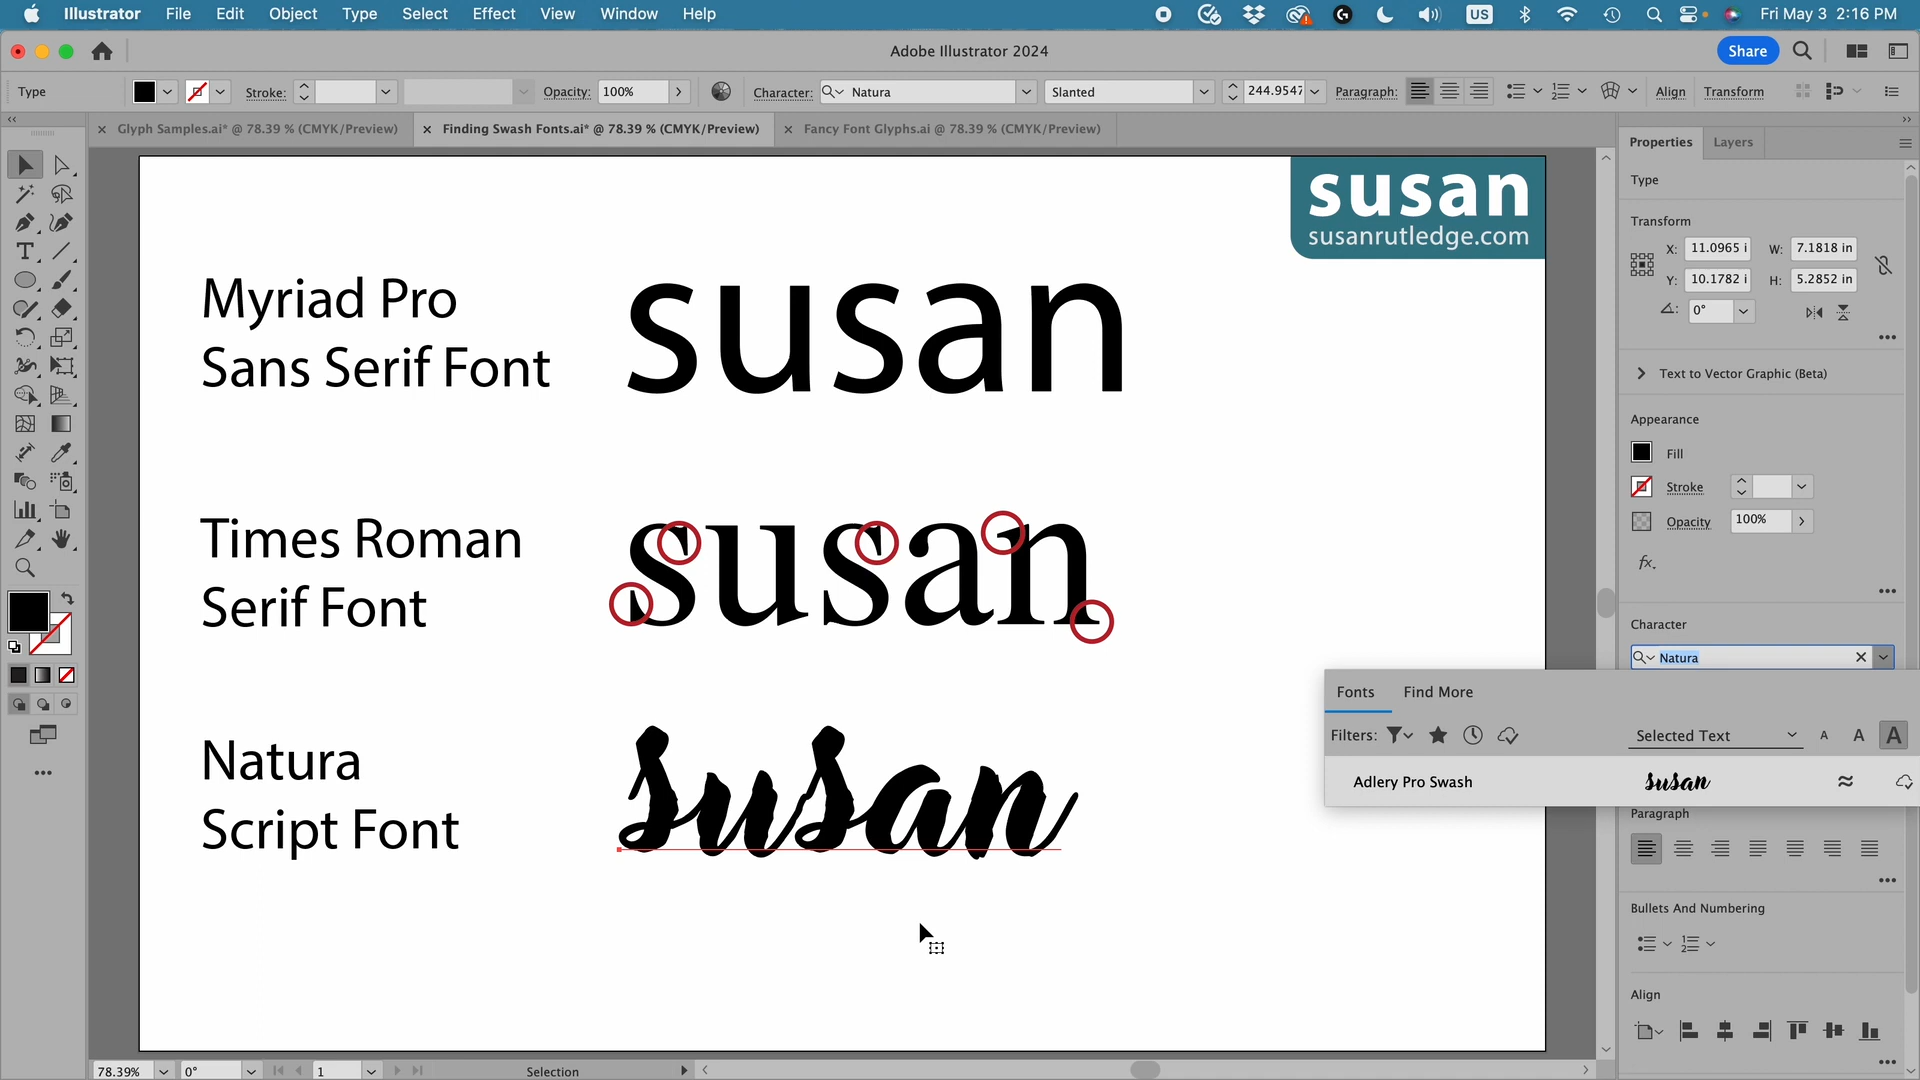 Illustrator File Edit Object Type Select Effect View Window Help US Fri May 3 2:16 PM
Adobe Illustrator 2024 Share
Type Stroke: Opacity: 100% Character: Natura Slanted 244.9547 Paragraph: Align Transform
Glyph Samples.ai* @ 78.39 % (CMYK/Preview) Finding Swash Fonts.ai* @ 78.39 % (CMYK/Preview) Fancy Font Glyphs.ai @ 78.39 % (CMYK/Preview)
susan
susanrutledge.com
Myriad Pro
Sans Serif Font
susan
Times Roman
Serif Font
susan
Natura
Script Font
susan
Properties Layers
Type
Transform
X: 11.0965 i W: 7.1818 in
Y: 10.1782 i H: 5.2852 in
0°
Text to Vector Graphic (Beta)
Appearance
Fill
Stroke
Opacity 100%
fx.
Character
Natura
Fonts Find More
Filters: Selected Text A A A
Adlery Pro Swash susan
Paragraph
Bullets And Numbering
Align
78.39% 0° 1 Selection